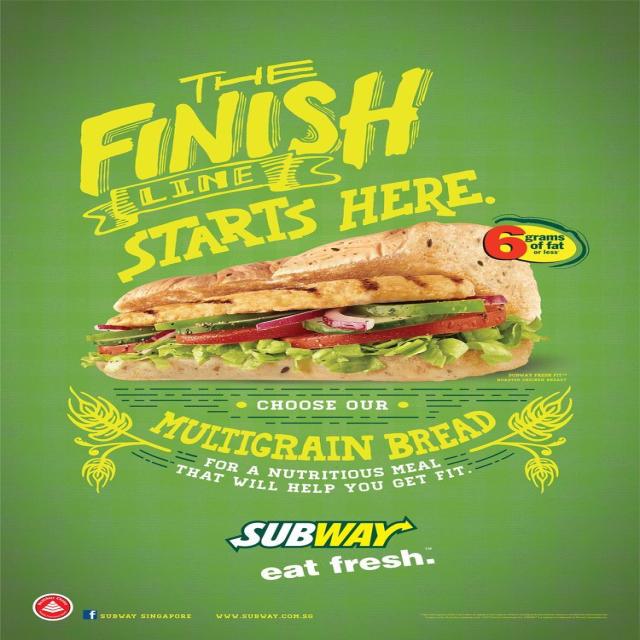 THE
FINISH
LINE
STARTS HERE.
6 grams
of fat
or less
SUBWAY FRESH FIT™
ROASTED CHICKEN BREAST
CHOOSE OUR
MULTIGRAIN BREAD
FOR A NUTRITIOUS MEAL
THAT WILL HELP YOU GET FIT.
SUBWAY
eat fresh.™
f SUBWAY SINGAPORE WWW.SUBWAY.COM.SG